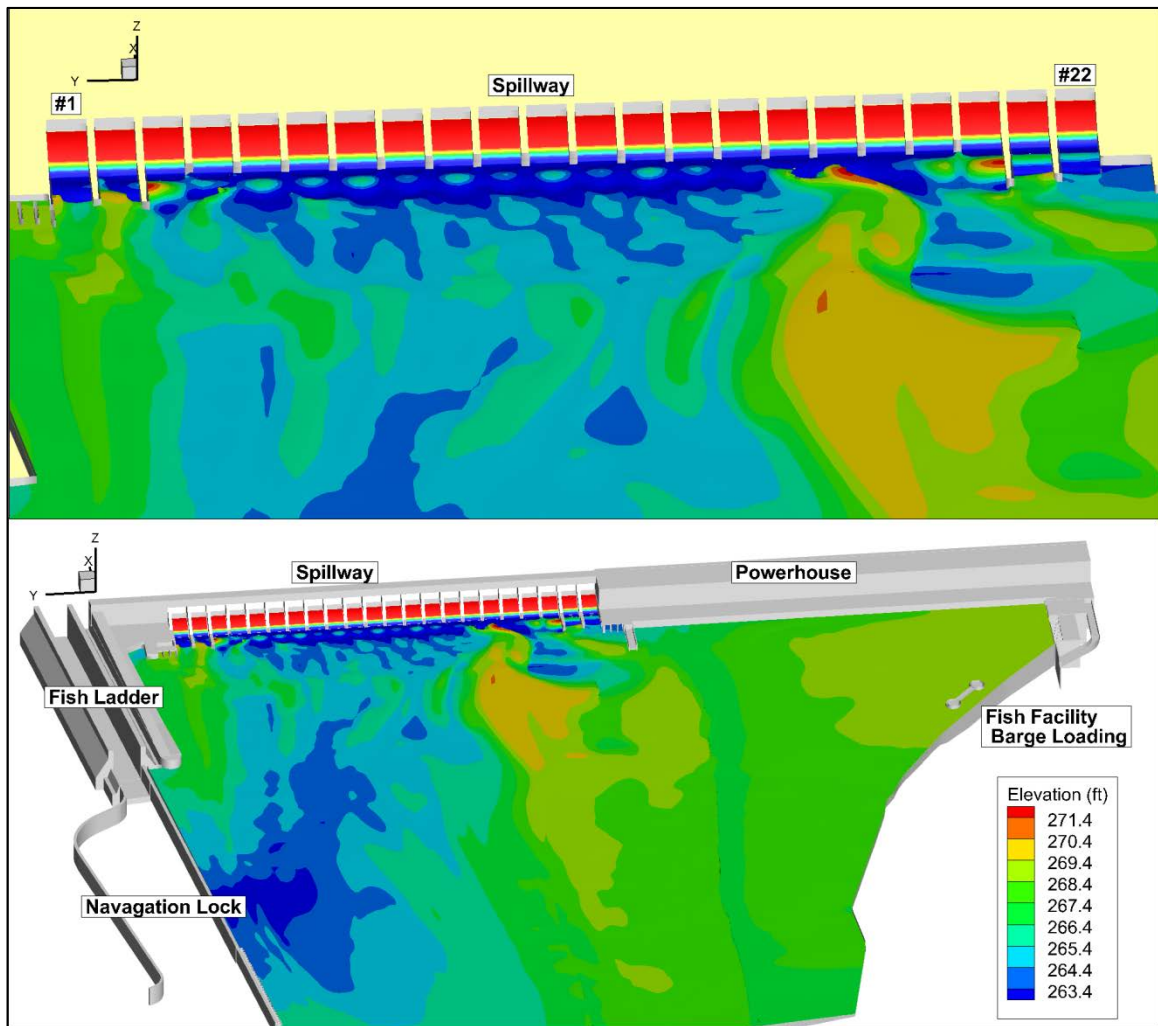 Z
X
Y
#1
Spillway
#22
Z
X
Y
Spillway
Powerhouse
Fish Ladder
Fish Facility
Barge Loading
Navagation Lock
Elevation (ft)
271.4
270.4
269.4
268.4
267.4
266.4
265.4
264.4
263.4